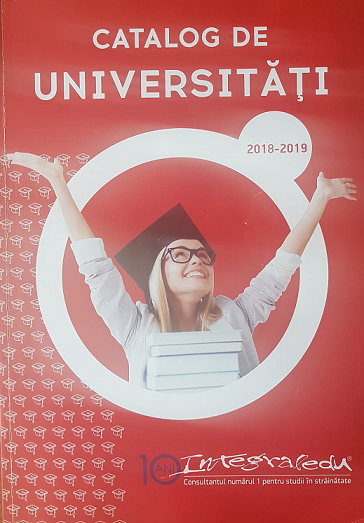 CATALOG DE
UNIVERSITĂȚI
2018-2019
10 ANI Integraledu®
Consultantul numărul 1 pentru studii în străinătate